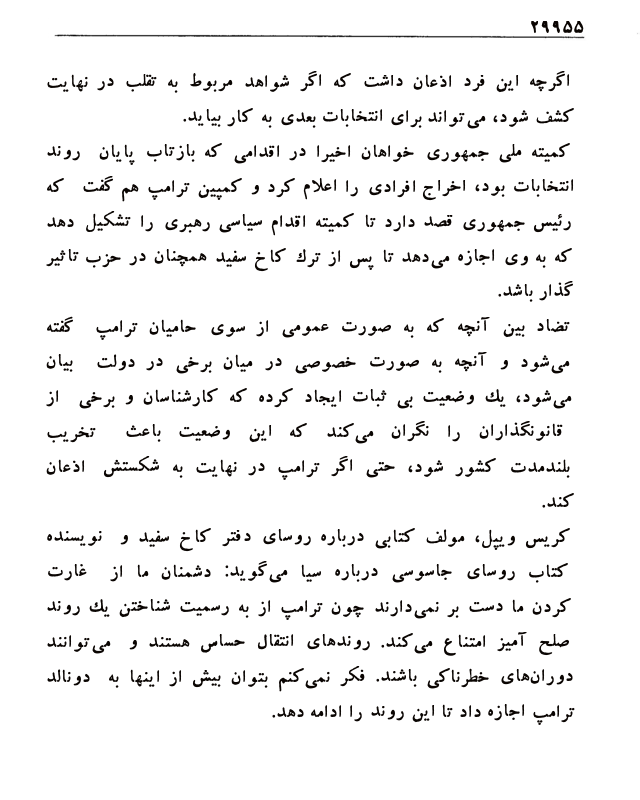 ۲۹۹۵۵
اگرچه این فرد اذعان داشت که اگر شواهد مربوط به تقلب در نهایت
کشف شود، می‌تواند برای انتخابات بعدی به کار بیاید.
کمیته ملی جمهوری خواهان اخیرا در اقدامی که بازتاب پایان روند
انتخابات بود، اخراج افرادی را اعلام کرد و کمپین ترامپ هم گفت که
رئیس جمهوری قصد دارد تا کمیته اقدام سیاسی رهبری را تشکیل دهد
که به وی اجازه می‌دهد تا پس از ترك کاخ سفید همچنان در حزب تاثیر
گذار باشد.
تضاد بین آنچه که به صورت عمومی از سوی حامیان ترامپ گفته
می‌شود و آنچه به صورت خصوصی در میان برخی در دولت بیان
می‌شود، یك وضعیت بی ثبات ایجاد کرده که کارشناسان و برخی از
قانونگذاران را نگران می‌کند که این وضعیت باعث تخریب
بلندمدت کشور شود، حتی اگر ترامپ در نهایت به شکستش اذعان
کند.
کریس ویپل، مولف کتابی درباره روسای دفتر کاخ سفید و نویسنده
کتاب روسای جاسوسی درباره سیا می‌گوید: دشمنان ما از غارت
کردن ما دست بر نمی‌دارند چون ترامپ از به رسمیت شناختن یك روند
صلح آمیز امتناع می‌کند. روندهای انتقال حساس هستند و می‌توانند
دوران‌های خطرناکی باشند. فکر نمی‌کنم بتوان بیش از اینها به دونالد
ترامپ اجازه داد تا این روند را ادامه دهد.